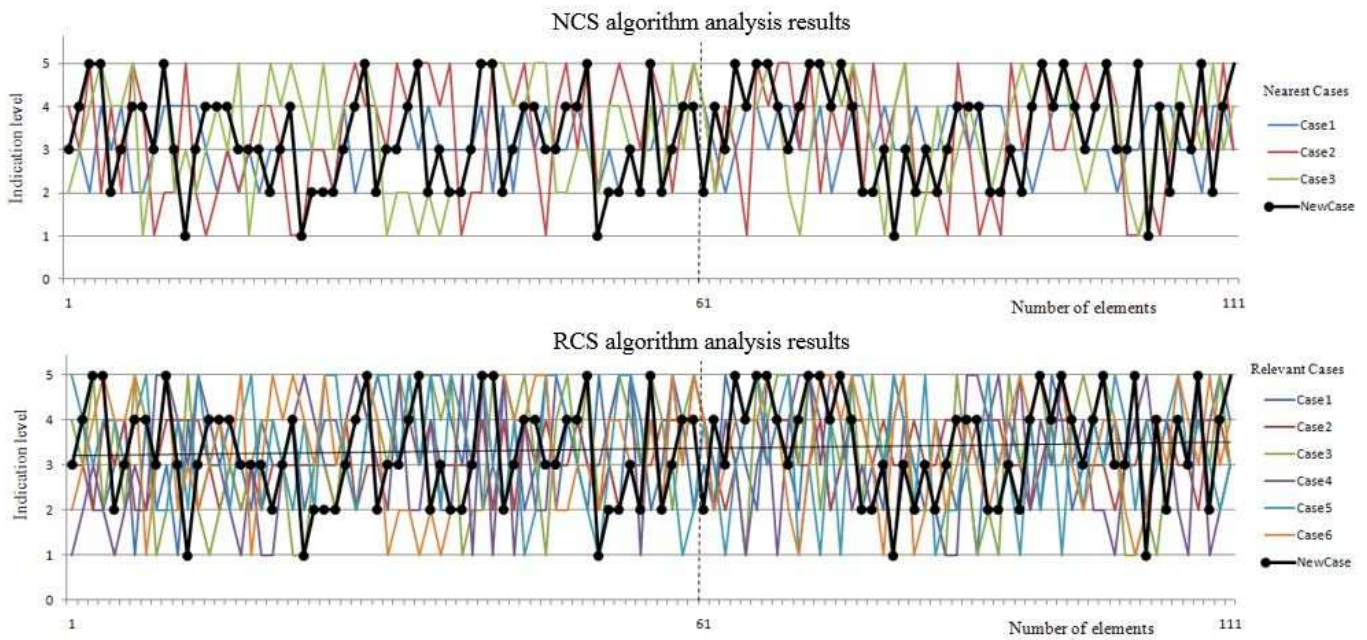 NCS algorithm analysis results
Indication level
5
4
3
2
1
0
1
61
111
Number of elements
Nearest Cases
Case1
Case2
Case3
NewCase
RCS algorithm analysis results
Indication level
5
4
3
2
1
0
1
61
111
Number of elements
Relevant Cases
Case1
Case2
Case3
Case4
Case5
Case6
NewCase